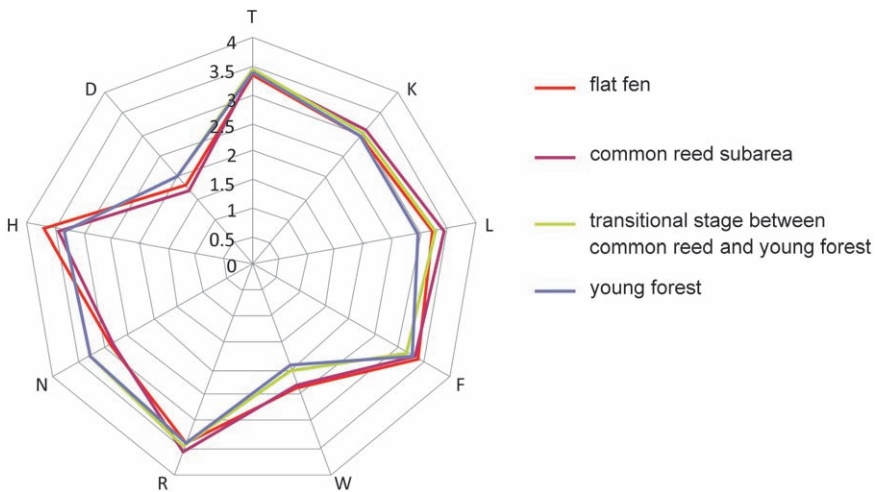 T
4
3.5
3
2.5
2
1.5
1
0.5
0
K
L
F
W
R
N
H
D
flat fen
common reed subarea
transitional stage between
common reed and young forest
young forest